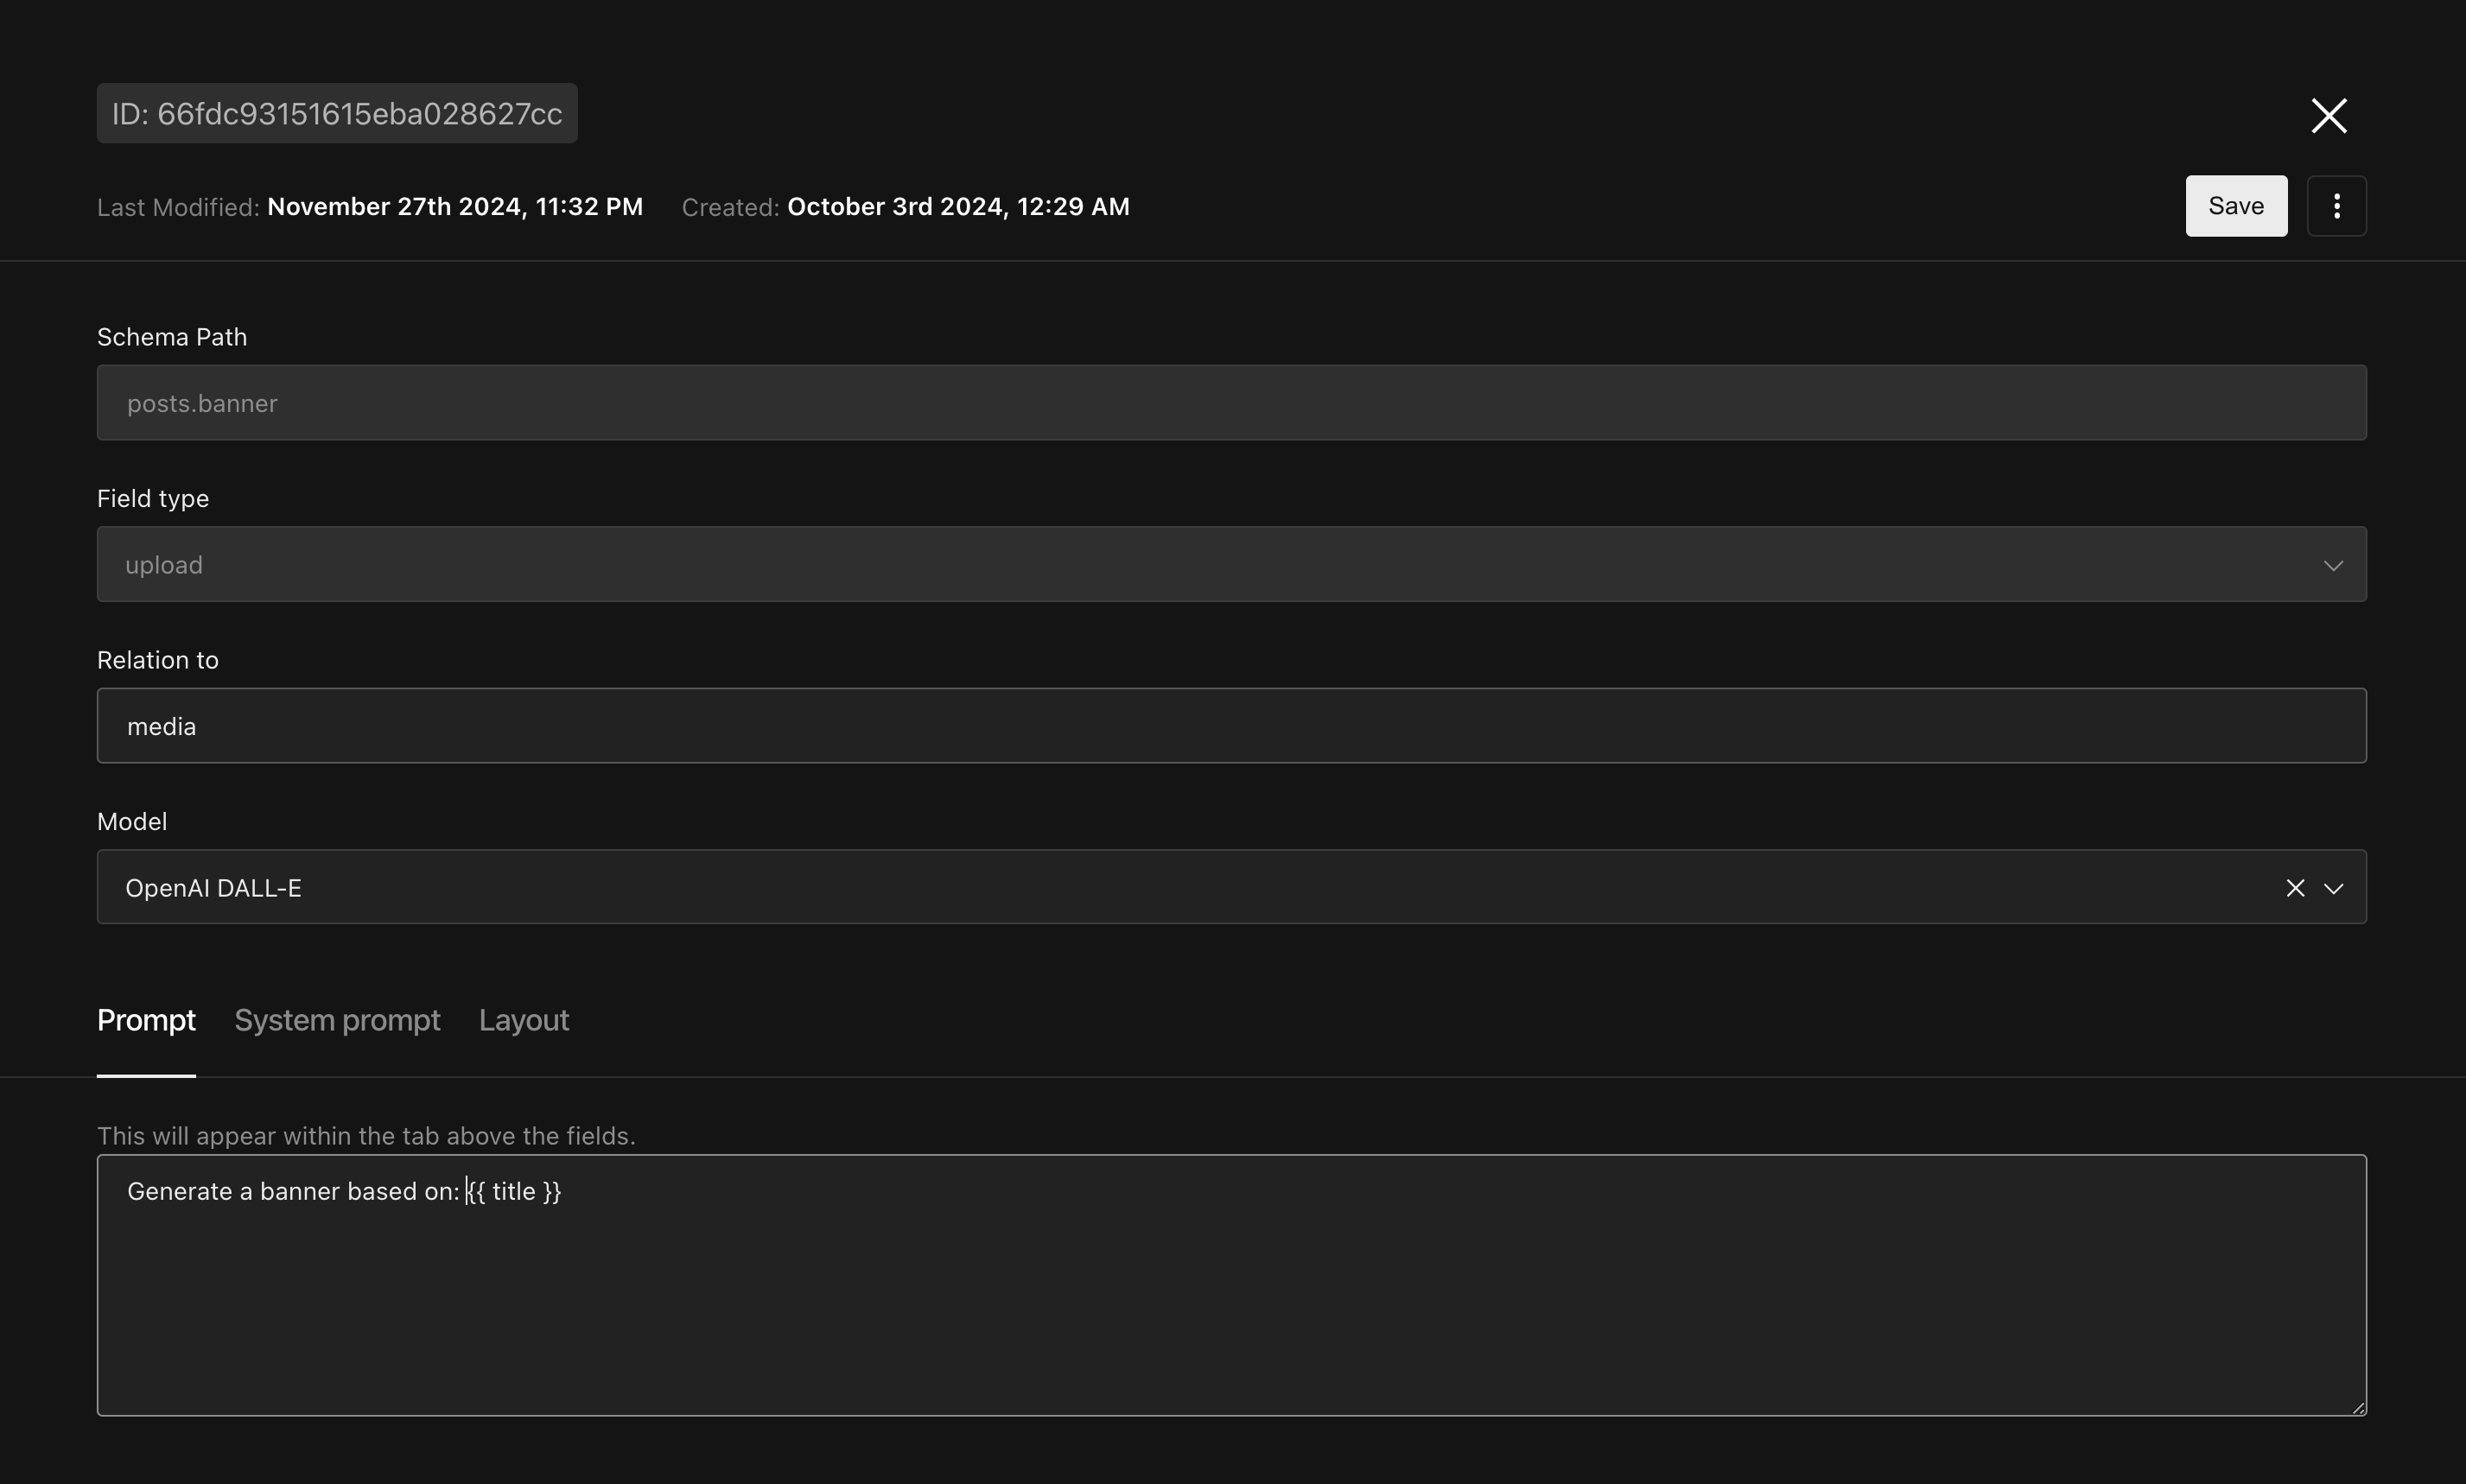 ID: 66fdc93151615eba028627cc
Last Modified: November 27th 2024, 11:32 PM Created: October 3rd 2024, 12:29 AM
Save
Schema Path
posts.banner
Field type
upload
Relation to
media
Model
OpenAI DALL-E
Prompt System prompt Layout
This will appear within the tab above the fields.
Generate a banner based on: {{ title }}